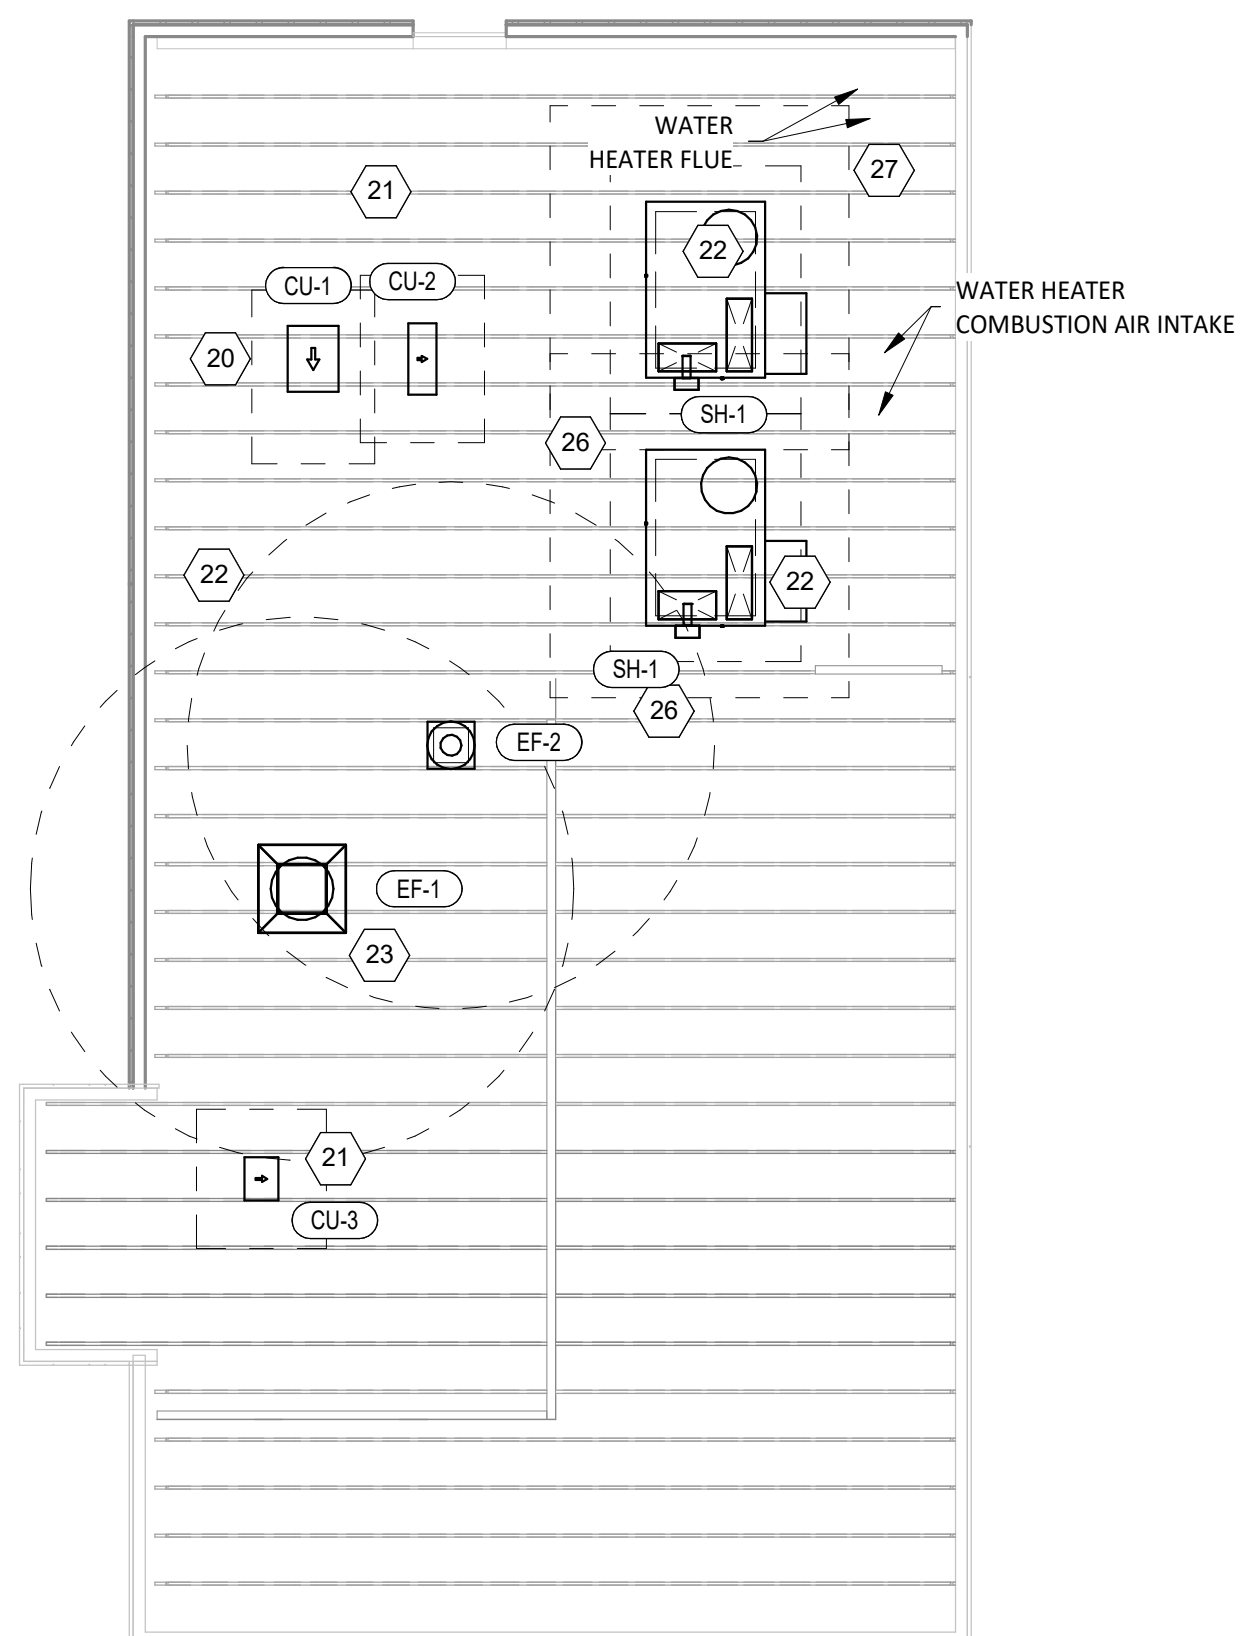 WATER
HEATER FLUE
27
21
22
CU-1
CU-2
WATER HEATER
COMBUSTION AIR INTAKE
20
SH-1
26
22
22
SH-1
26
EF-2
EF-1
23
21
CU-3